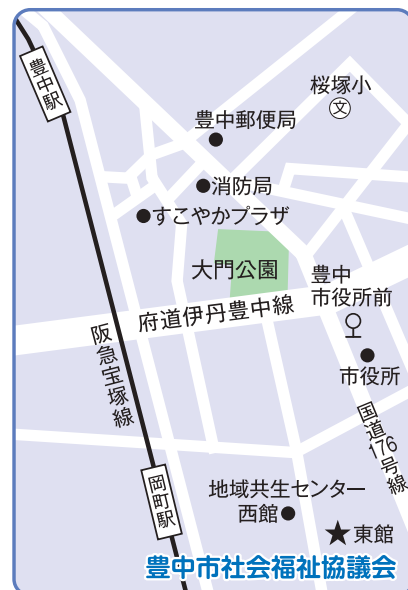 豊中駅
桜塚小
文
豊中郵便局
消防局
すこやかプラザ
大門公園
豊中
市役所前
府道伊丹豊中線
阪急宝塚線
市役所
国道176号線
岡町駅
地域共生センター
西館
東館
豊中市社会福祉協議会